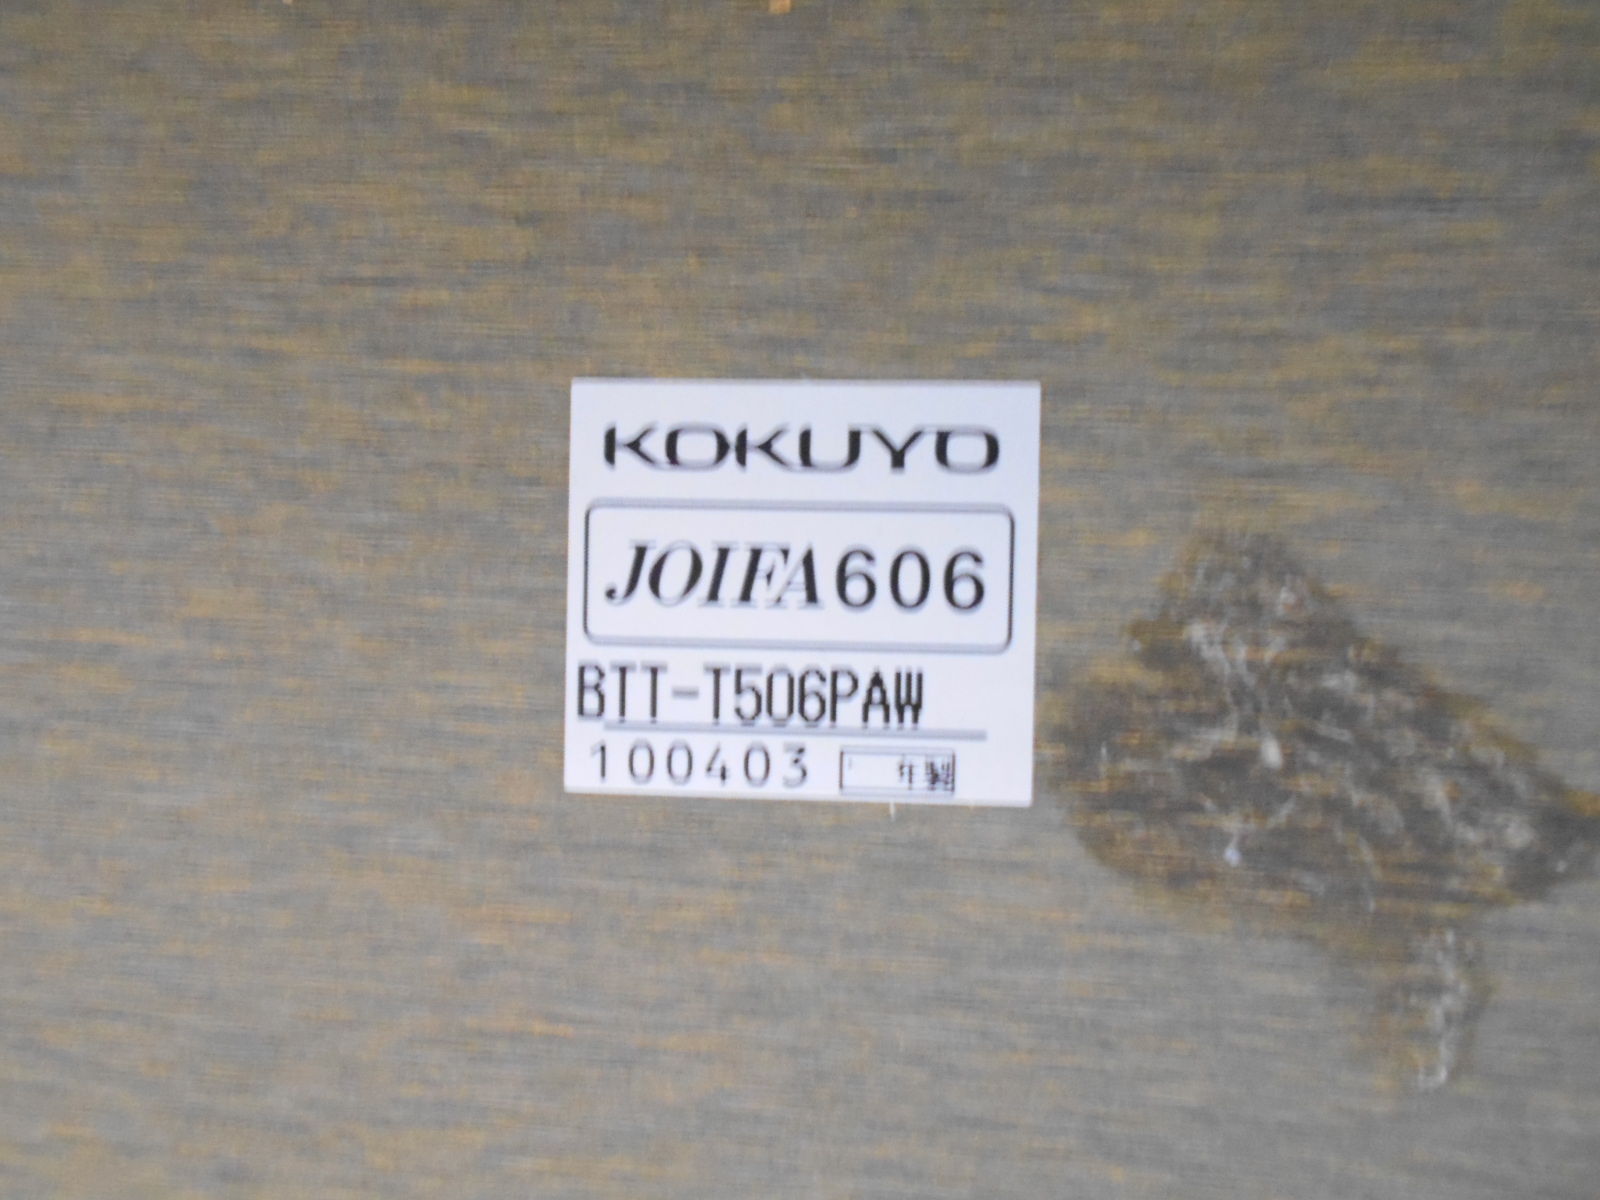 KOKUYO
JOIFA606
BTT-T506PAW
100403 年製